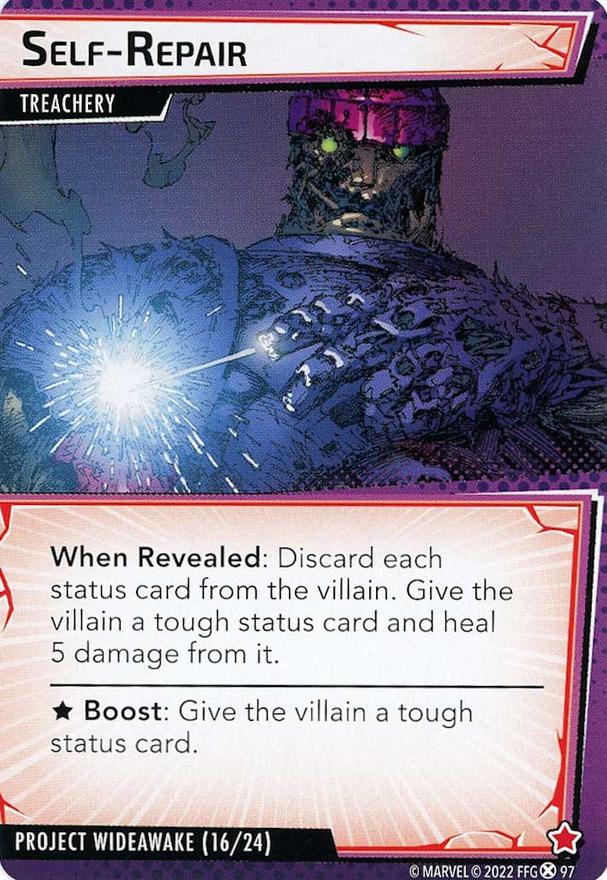 Self-Repair
TREACHERY
When Revealed: Discard each
status card from the villain. Give the
villain a tough status card and heal
5 damage from it.
★ Boost: Give the villain a tough
status card.
PROJECT WIDEAWAKE (16/24)
© MARVEL © 2022 FFG 97